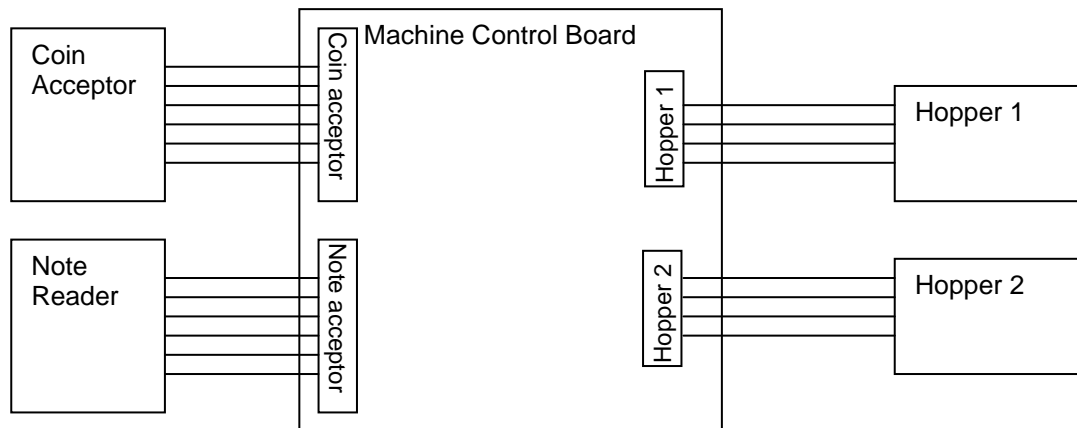 Coin
Acceptor
Coin acceptor
Machine Control Board
Hopper 1
Hopper 1
Note
Reader
Note acceptor
Hopper 2
Hopper 2